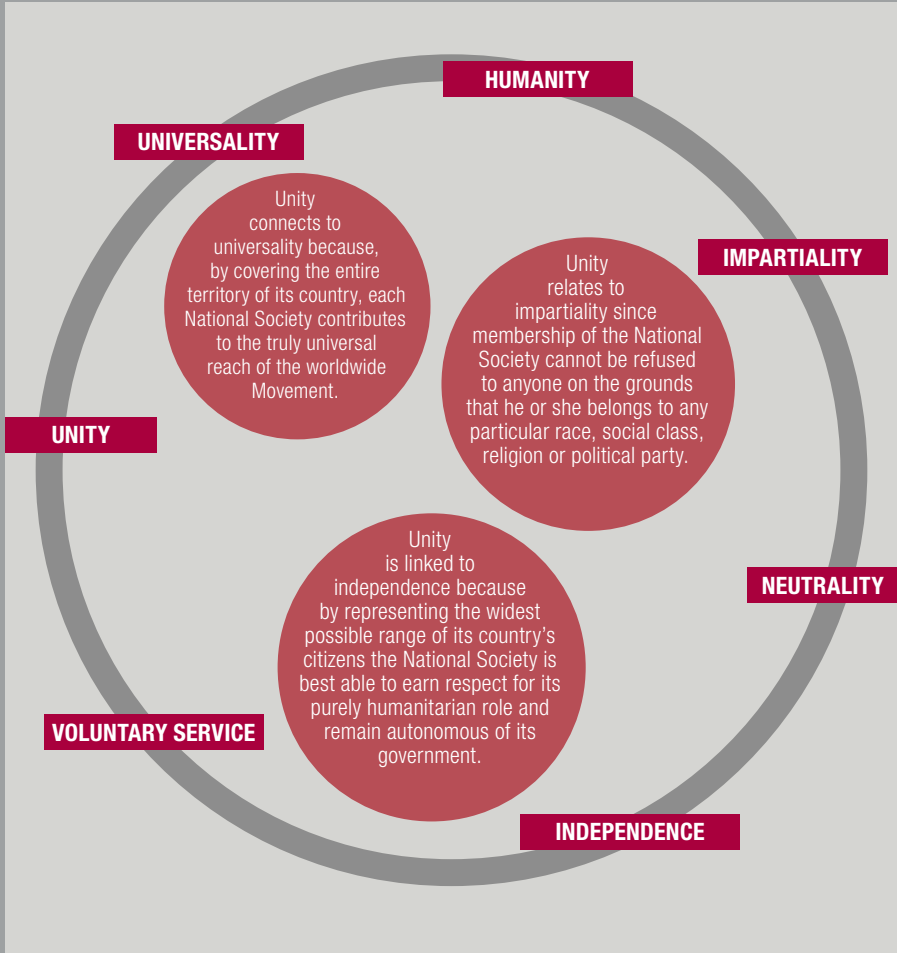 HUMANITY
UNIVERSALITY
Unity
connects to
universality because,
by covering the entire
territory of its country, each
National Society contributes
to the truly universal
reach of the worldwide
Movement.
IMPARTIALITY
Unity
relates to
impartiality since
membership of the National
Society cannot be refused
to anyone on the grounds
that he or she belongs to any
particular race, social class,
religion or political party.
UNITY
Unity
is linked to
independence because
by representing the widest
possible range of its country's
citizens the National Society is
best able to earn respect for its
purely humanitarian role and
remain autonomous of its
government.
NEUTRALITY
VOLUNTARY SERVICE
INDEPENDENCE